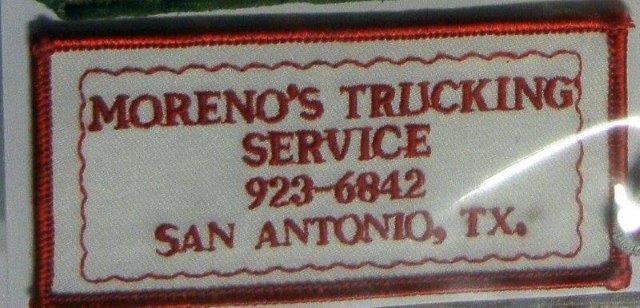 MORENO'S TRUCKING
SERVICE
923-6842
SAN ANTONIO, TX.